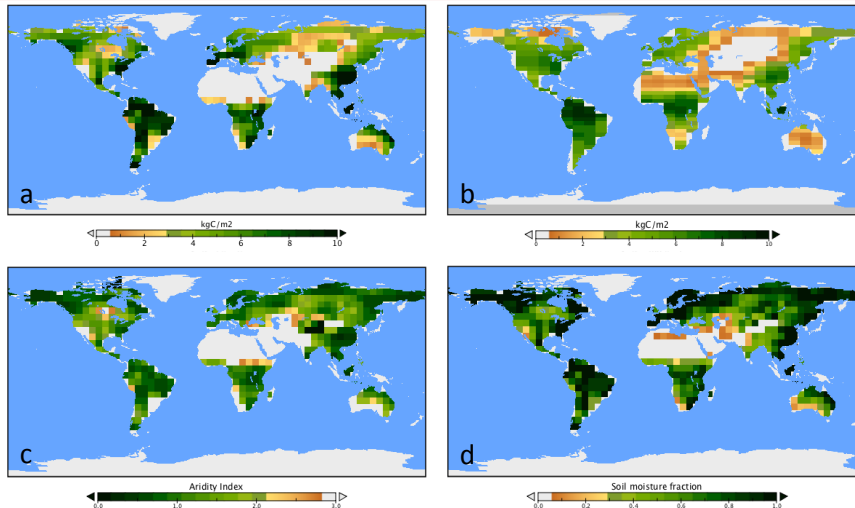 a
b
kgC/m2
0 2 4 6 8 10
kgC/m2
0 2 4 6 8 10
c
d
Aridity Index
0.0 1.0 2.0 3.0
Soil moisture fraction
0.0 0.2 0.4 0.6 0.8 1.0